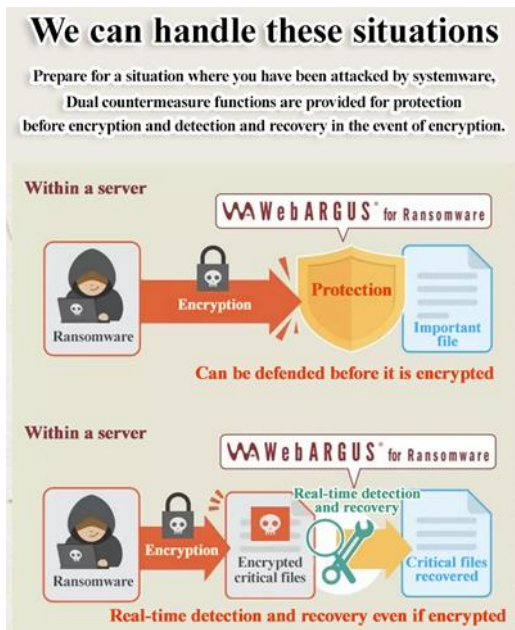 We can handle these situations
Prepare for a situation where you have been attacked by systemware,
Dual countermeasure functions are provided for protection
before encryption and detection and recovery in the event of encryption.
Within a server
WA WebARGUS® for Ransomware
Ransomware
Encryption
Protection
Important
file
Can be defended before it is encrypted
Within a server
WA WebARGUS® for Ransomware
Ransomware
Encryption
Encrypted
critical files
Real-time detection
and recovery
Critical files
recovered
Real-time detection and recovery even if encrypted